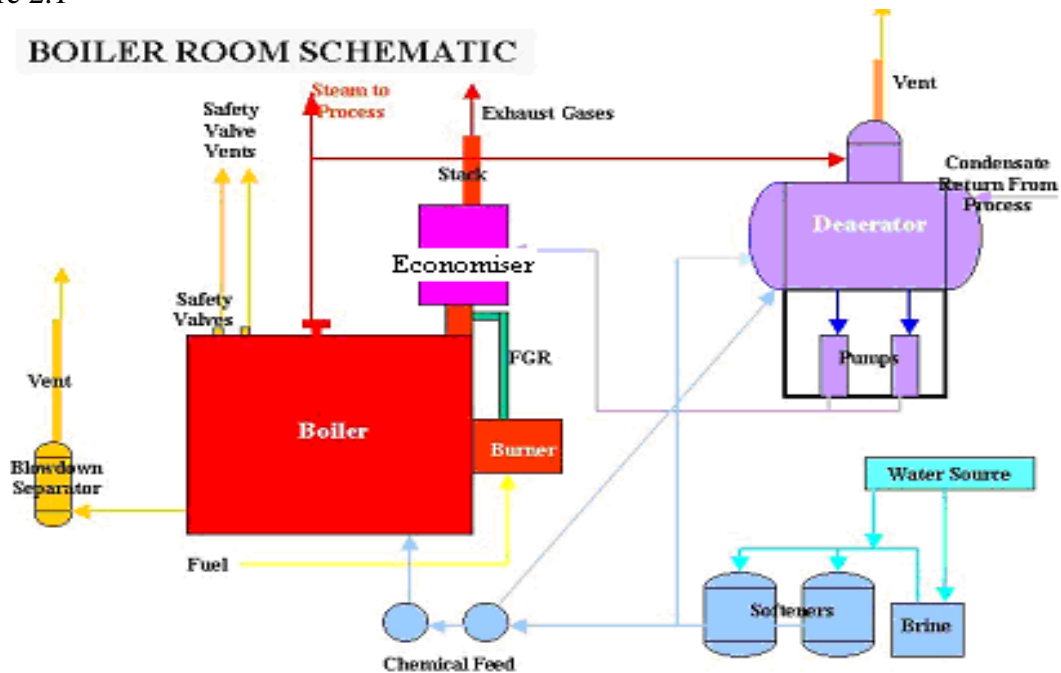 BOILER ROOM SCHEMATIC
Steam to
Process
Safety
Valve
Vents
Exhaust Gases
Vent
Stack
Condensate
Return From
Process
Deaerator
Economiser
Safety
Valves
FGR
Pumps
Vent
Boiler
Burner
Blowdown
Separator
Water Source
Fuel
Softeners
Brine
Chemical Feed